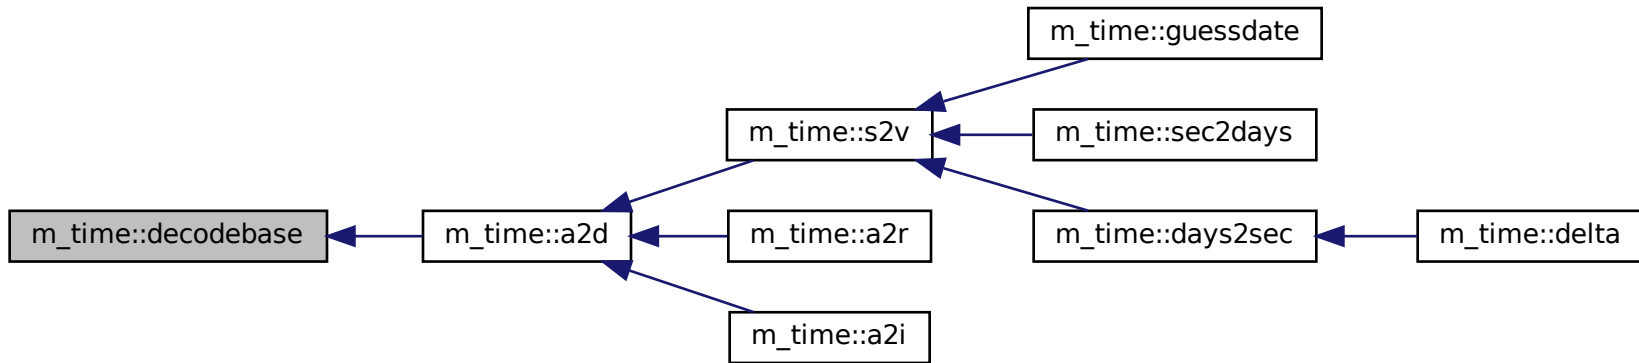 m_time::guessdate
m_time::s2v
m_time::sec2days
m_time::decodebase
m_time::a2d
m_time::a2r
m_time::days2sec
m_time::delta
m_time::a2i